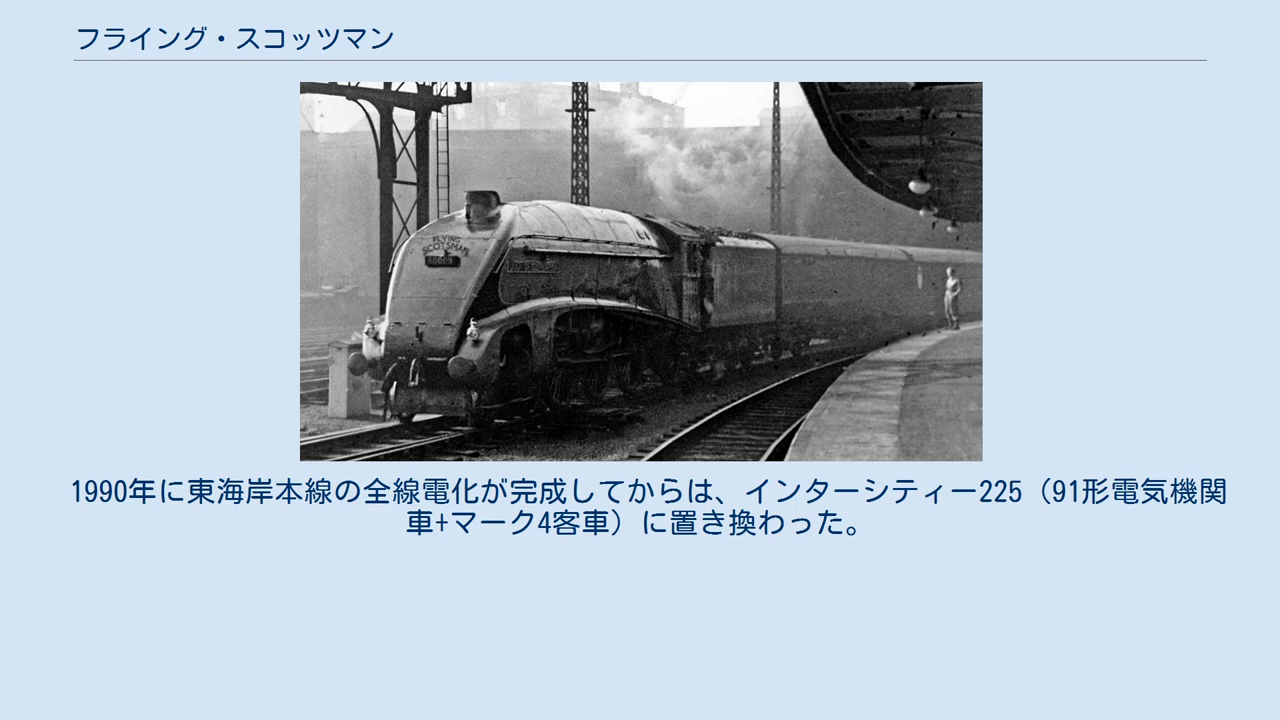 フライング・スコッツマン
FLYING
SCOTSMAN
60009
1990年に東海岸本線の全線電化が完成してからは、インターシティー225（91形電気機関
車+マーク4客車）に置き換わった。